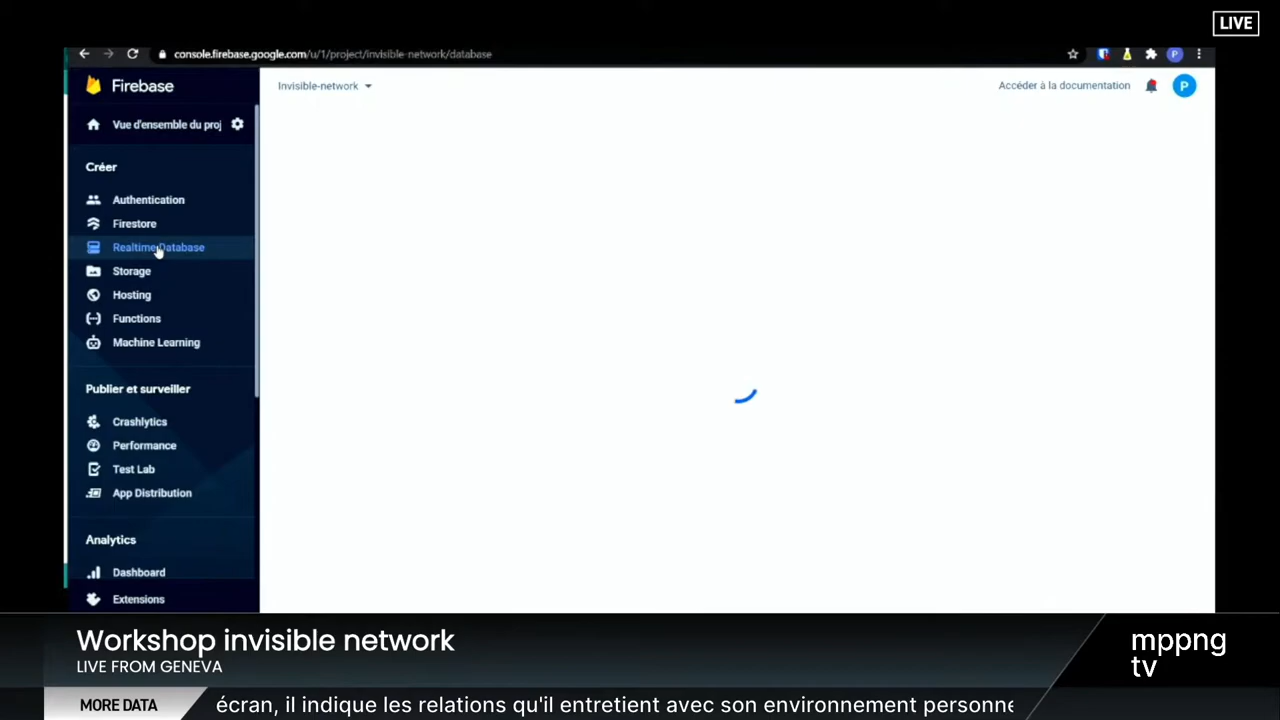 LIVE
console.firebase.google.com/u/1/project/invisible-network/database
P
Firebase
Invisible-network
Accéder à la documentation
P
Vue d'ensemble du proj
Créer
Authentication
Firestore
Realtime Database
Storage
Hosting
Functions
Machine Learning
Publier et surveiller
Crashlytics
Performance
Test Lab
App Distribution
Analytics
Dashboard
Extensions
Workshop invisible network
LIVE FROM GENEVA
mppng
tv
MORE DATA
écran, il indique les relations qu'il entretient avec son environnement personne